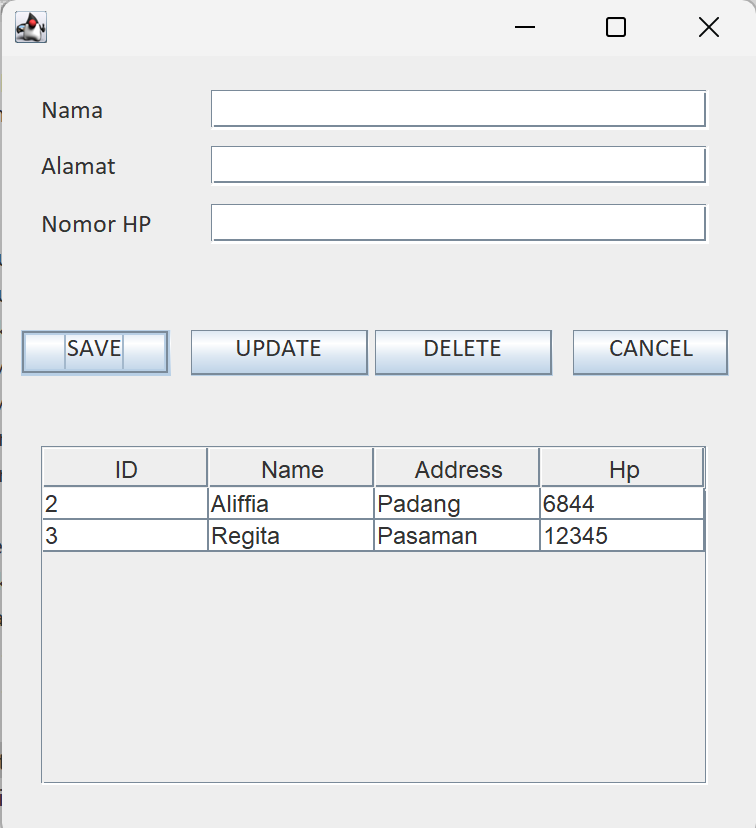 Nama
Alamat
Nomor HP
SAVE UPDATE DELETE CANCEL
ID Name Address Hp
2 Aliffia Padang 6844
3 Regita Pasaman 12345